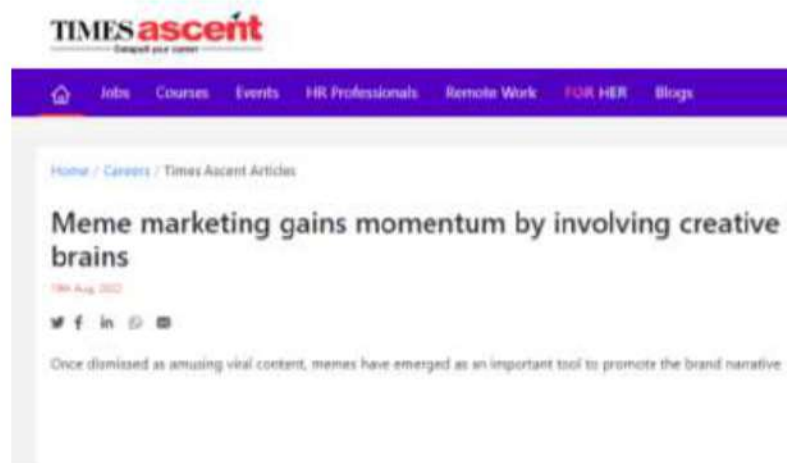 TIMES ascent
Jobs Courses Events HR Professionals Remote Work FOR HER Blogs
Home / Careers / Times Ascent Articles
Meme marketing gains momentum by involving creative
brains
Aug, 2022
Once dismissed as amusing viral content, memes have emerged as an important tool to promote the brand narrative